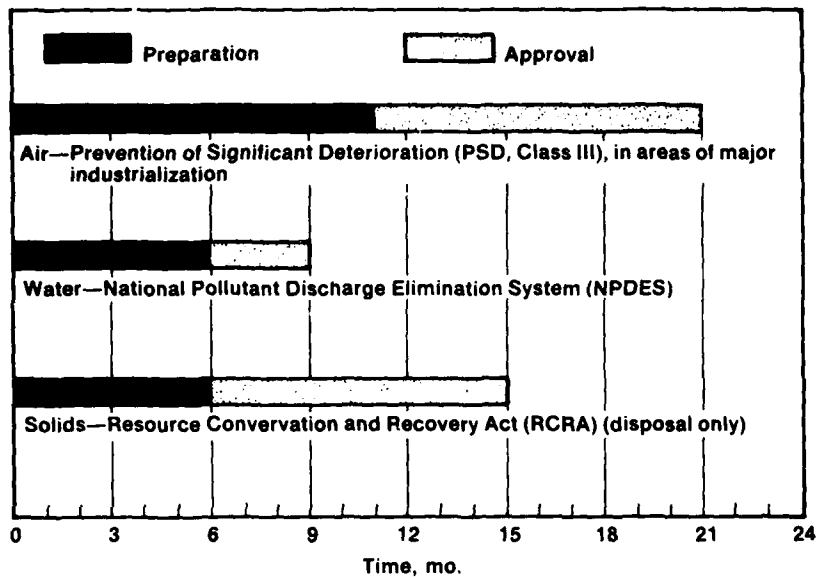 Preparation
Approval
Air—Prevention of Significant Deterioration (PSD, Class III), in areas of major
industrialization
Water—National Pollutant Discharge Elimination System (NPDES)
Solids—Resource Convervation and Recovery Act (RCRA) (disposal only)
0 3 6 9 12 15 18 21 24
Time, mo.